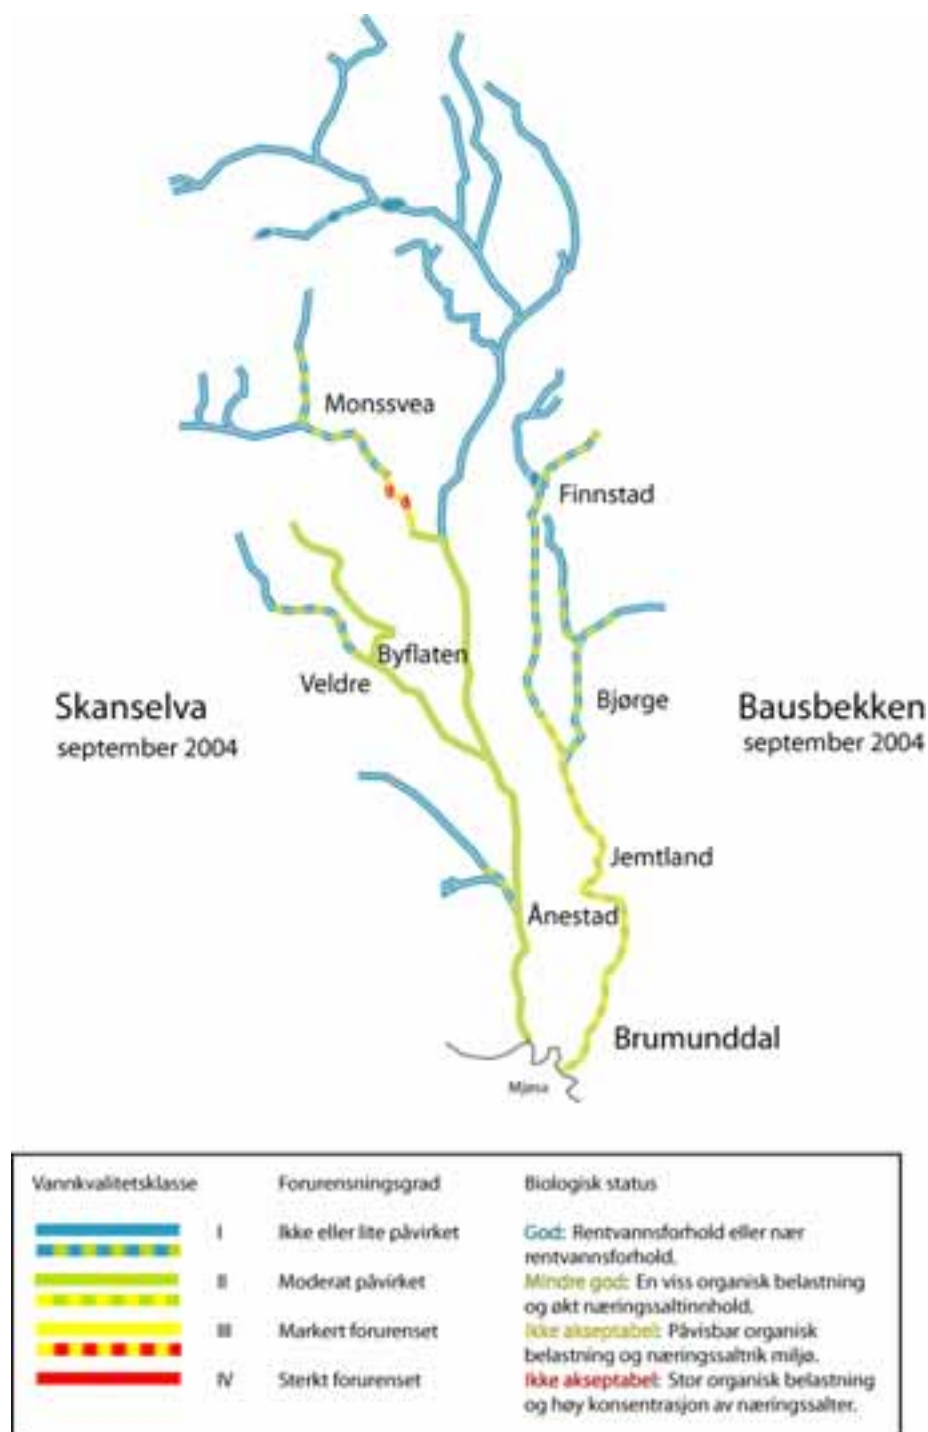 Monssvea
Finnstad
Byflaten
Veldre
Bjørge
Skanselva
september 2004
Bausbekken
september 2004
Jemtland
Ånestad
Brumunddal
Mjøsa
Vannkvalitetsklasse Forurensningsgrad Biologisk status
I Ikke eller lite påvirket God: Rentvannsforhold eller nær
rentvannsforhold.
II Moderat påvirket Mindre god: En viss organisk belastning
og økt næringssaltinnhold.
III Markert forurenset Ikke akseptabel: Påvisbar organisk
belastning og næringssaltrik miljø.
IV Sterkt forurenset Ikke akseptabel: Stor organisk belastning
og høy konsentrasjon av næringssalter.